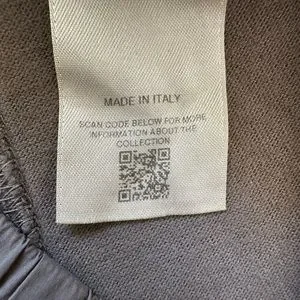 MADE IN ITALY
SCAN CODE BELOW FOR MORE
INFORMATION ABOUT THE
COLLECTION